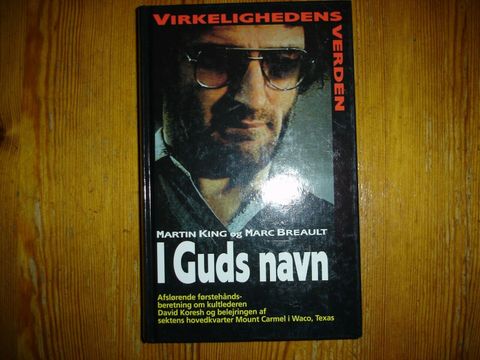 VIRKELIGHEDENS
VERDEN
MARTIN KING og MARC BREAULT
I GUDS NAVN
Afslørende førstehånds-
beretning om kultlederen
David Koresh og belejringen af
sektens hovedkvarter Mount Carmel i Waco, Texas